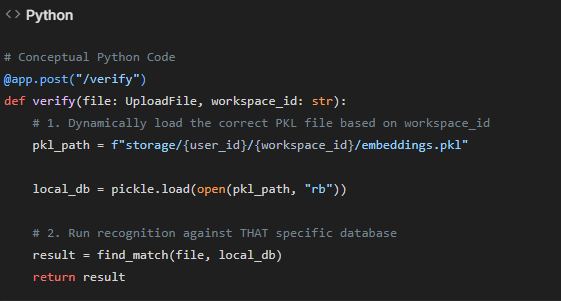 <> Python
# Conceptual Python Code
@app.post("/verify")
def verify(file: UploadFile, workspace_id: str):
    # 1. Dynamically load the correct PKL file based on workspace_id
    pkl_path = f"storage/{user_id}/{workspace_id}/embeddings.pkl"
    local_db = pickle.load(open(pkl_path, "rb"))
    # 2. Run recognition against THAT specific database
    result = find_match(file, local_db)
    return result